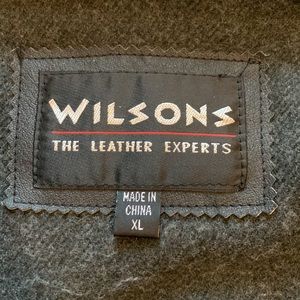 WILSONS
THE LEATHER EXPERTS
MADE IN
CHINA
XL